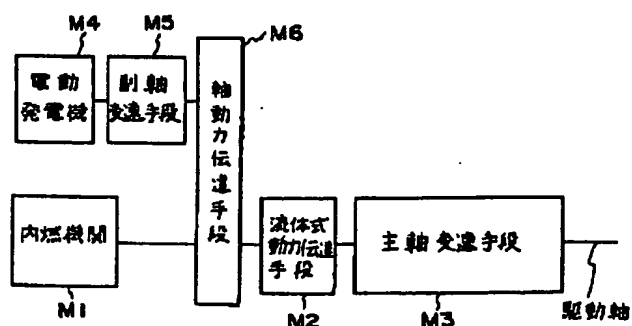 M4
M5
M6
電動
発電機
副軸
変速手段
軸動力伝達手段
内燃機関
流体式
動力伝達
手段
主軸変速手段
M1
M2
M3
駆動軸